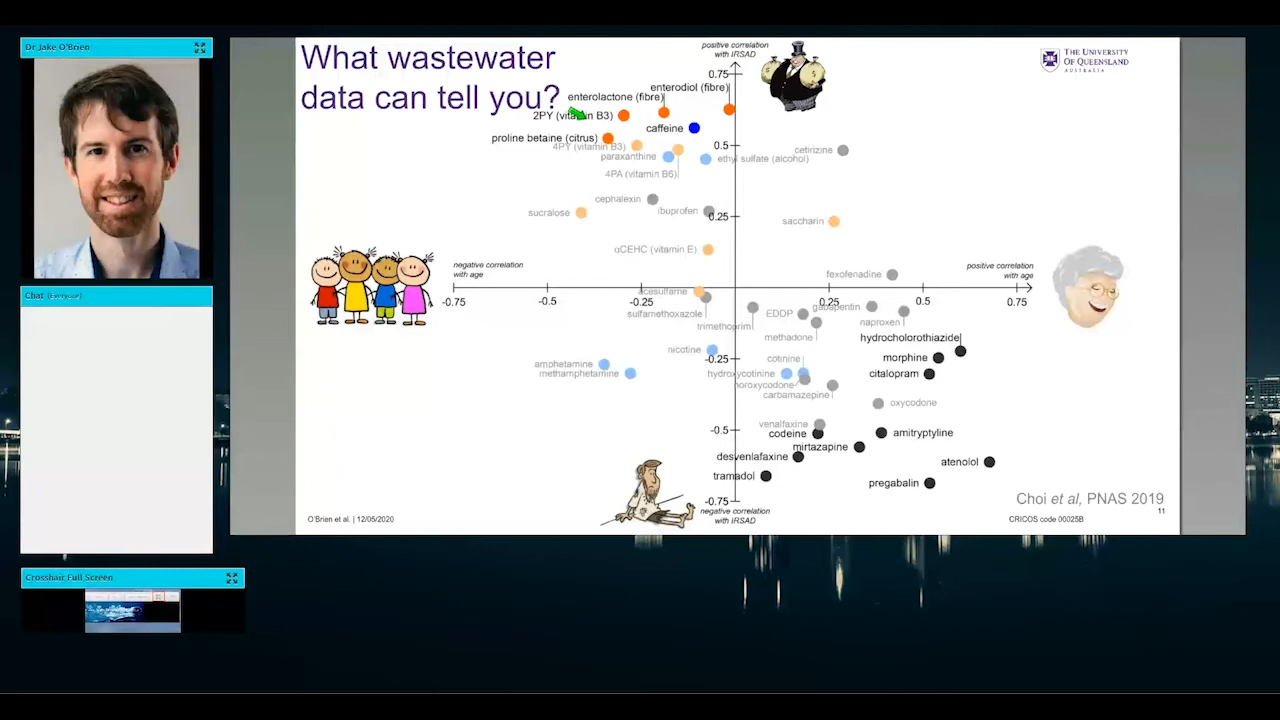 Dr Jake O'Brien
Chat (Everyone)
Crosshair Full Screen
What wastewater
data can tell you?
positive correlation
with IRSAD
THE UNIVERSITY
OF QUEENSLAND
AUSTRALIA
0.75
enterodiol (fibre)
enterolactone (fibre)
2PY (vitamin B3)
caffeine
proline betaine (citrus)
4PY (vitamin B3)
0.5
cetirizine
paraxanthine
ethyl sulfate (alcohol)
4PA (vitamin B6)
cephalexin
ibuprofen
sucralose
0.25
saccharin
αCEHC (vitamin E)
negative correlation
with age
positive correlation
with age
fexofenadine
-0.75
-0.5
-0.25
0.25
0.5
0.75
acesulfame
sulfamethoxazole
trimethoprim
EDDP
gabapentin
methadone
naproxen
hydrocholorothiazide
nicotine
-0.25
cotinine
morphine
amphetamine
methamphetamine
hydroxycotinine
citalopram
noroxycodone
carbamazepine
oxycodone
venalfaxine
-0.5
codeine
amitryptyline
mirtazapine
desvenlafaxine
atenolol
tramadol
pregabalin
-0.75
negative correlation
with IRSAD
Choi et al, PNAS 2019
11
O'Brien et al. | 12/05/2020
CRICOS code 00025B